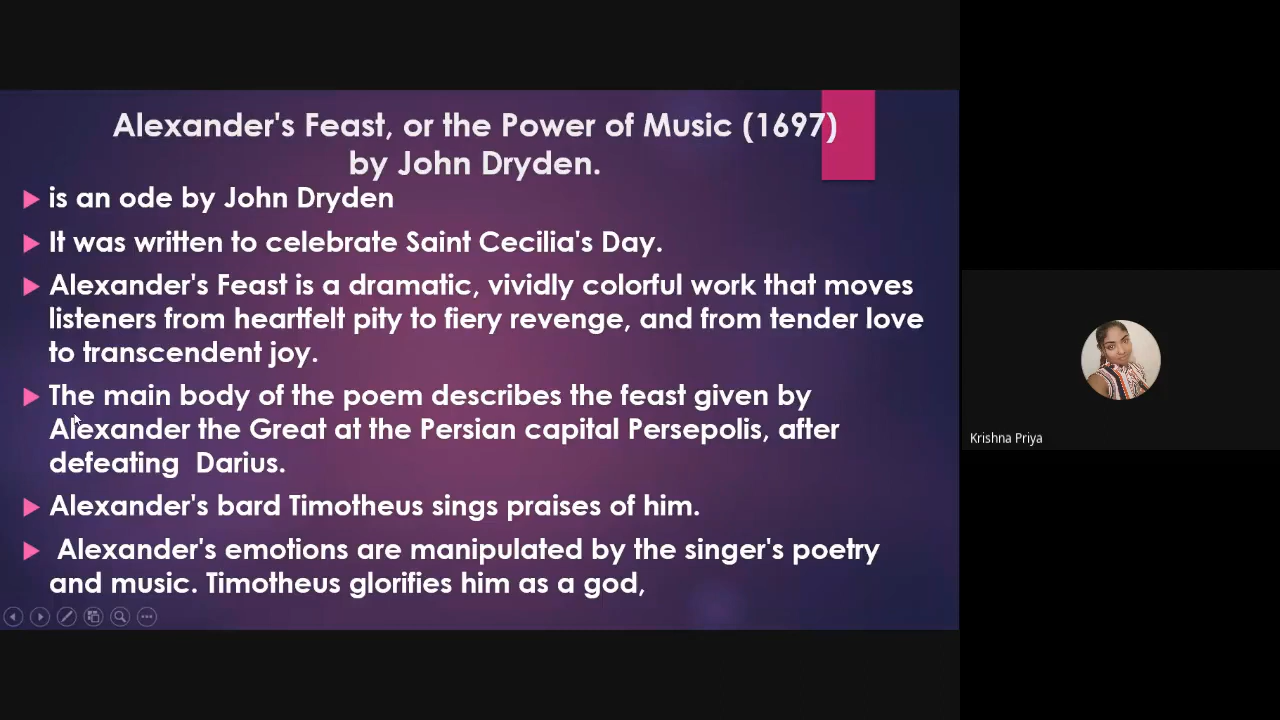 Alexander's Feast, or the Power of Music (1697)
by John Dryden.
is an ode by John Dryden
It was written to celebrate Saint Cecilia's Day.
Alexander's Feast is a dramatic, vividly colorful work that moves
listeners from heartfelt pity to fiery revenge, and from tender love
to transcendent joy.
The main body of the poem describes the feast given by
Alexander the Great at the Persian capital Persepolis, after
defeating  Darius.
Alexander's bard Timotheus sings praises of him.
Alexander's emotions are manipulated by the singer's poetry
and music. Timotheus glorifies him as a god,
Krishna Priya